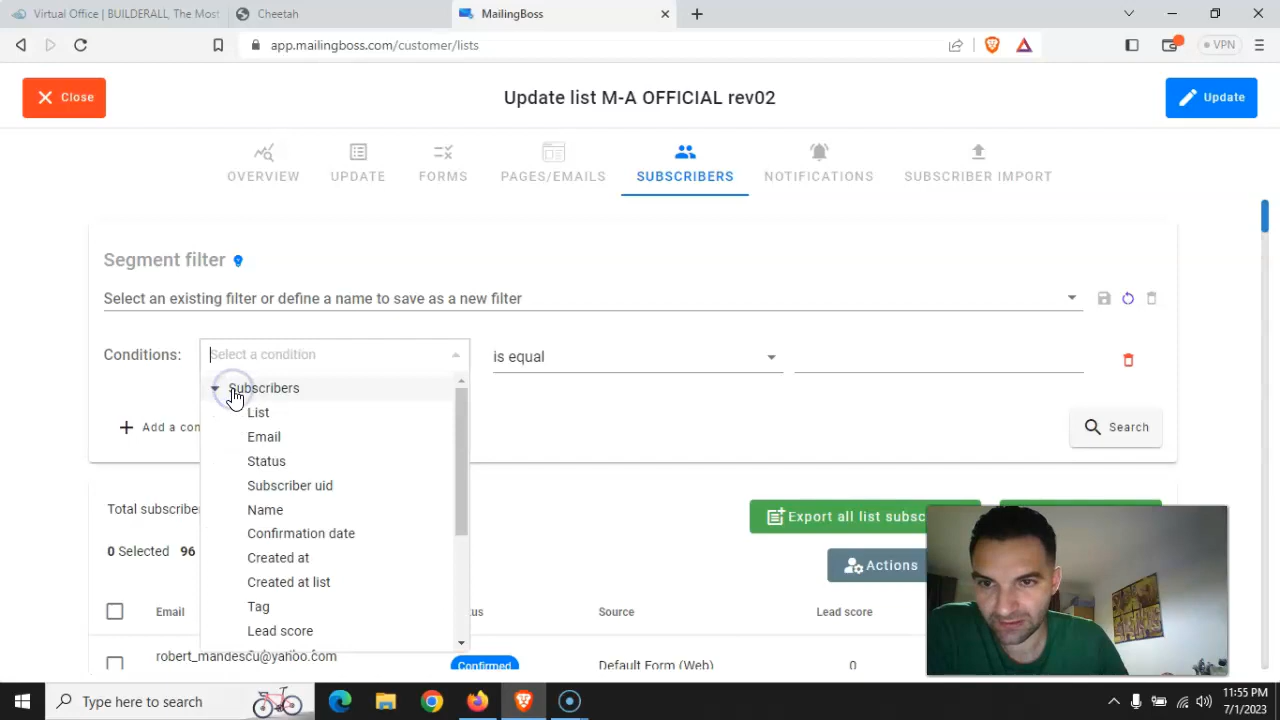 Virtual Office | BUILDERALL, The Most
Cheetah
MailingBoss
app.mailingboss.com/customer/lists
VPN
Close
Update list M-A OFFICIAL rev02
Update
OVERVIEW
UPDATE
FORMS
PAGES/EMAILS
SUBSCRIBERS
NOTIFICATIONS
SUBSCRIBER IMPORT
Segment filter
Select an existing filter or define a name to save as a new filter
Conditions:
Select a condition
is equal
Subscribers
List
Email
Status
Subscriber uid
Name
Confirmation date
Created at
Created at list
Tag
Lead score
Add a con
Search
Total subscriber
Export all list subsc
0 Selected 96
Actions
Email
tus
Source
Lead score
robert_mandescu@yahoo.com
Confirmed
Default Form (Web)
0
Type here to search
11:55 PM
7/1/2023